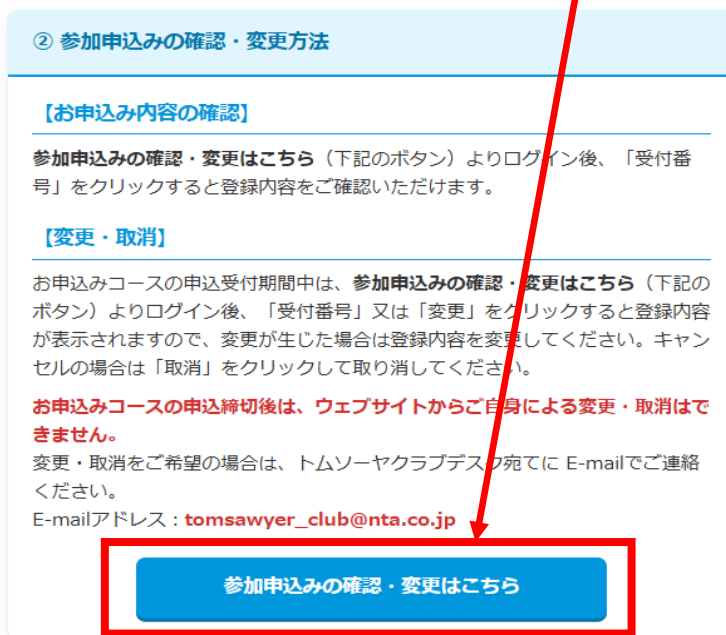 ② 参加申込みの確認・変更方法
【お申込み内容の確認】
参加申込みの確認・変更はこちら（下記のボタン）よりログイン後、「受付番
号」をクリックすると登録内容をご確認いただけます。
【変更・取消】
お申込みコースの申込受付期間中は、参加申込みの確認・変更はこちら（下記の
ボタン）よりログイン後、「受付番号」又は「変更」をクリックすると登録内容
が表示されますので、変更が生じた場合は登録内容を変更してください。キャン
セルの場合は「取消」をクリックして取り消してください。
お申込みコースの申込締切後は、ウェブサイトからご自身による変更・取消はで
きません。
変更・取消をご希望の場合は、トムソーヤクラブデスク宛てに E-mailでご連絡
ください。
E-mailアドレス：tomsawyer_club@nta.co.jp
参加申込みの確認・変更はこちら